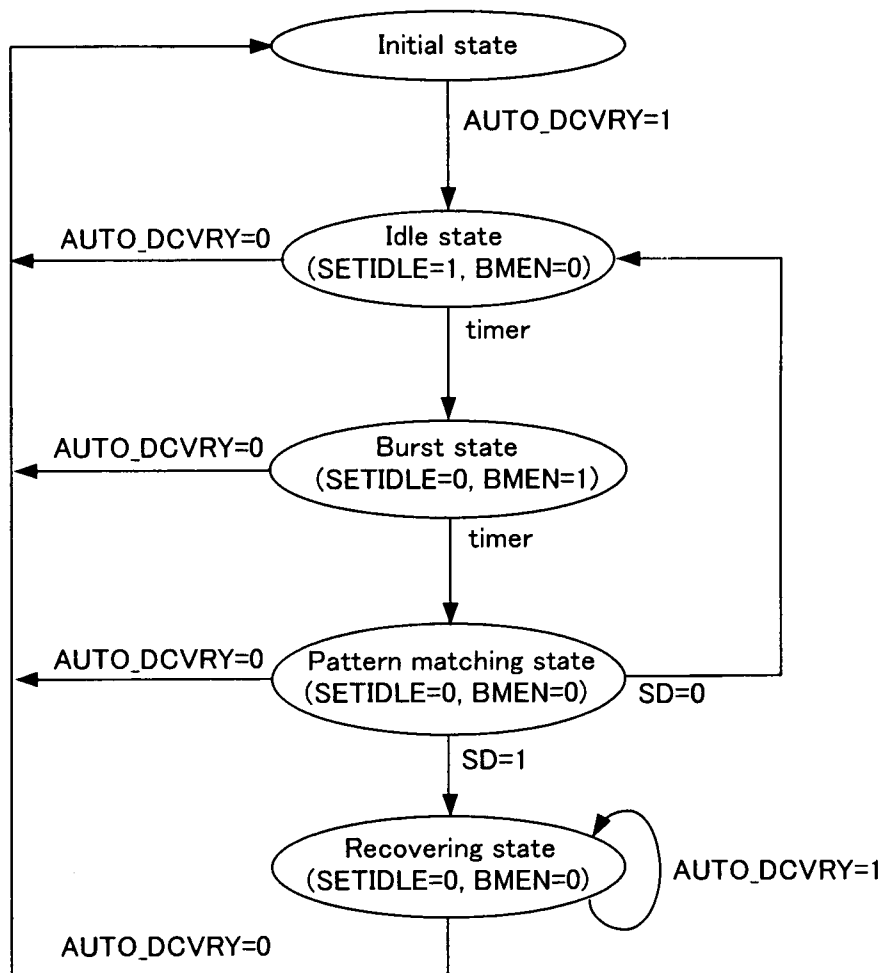 Initial state
AUTO_DCVRY=1
AUTO_DCVRY=0
Idle state
(SETIDLE=1, BMEN=0)
timer
AUTO_DCVRY=0
Burst state
(SETIDLE=0, BMEN=1)
timer
AUTO_DCVRY=0
Pattern matching state
(SETIDLE=0, BMEN=0)
SD=0
SD=1
Recovering state
(SETIDLE=0, BMEN=0)
AUTO_DCVRY=1
AUTO_DCVRY=0